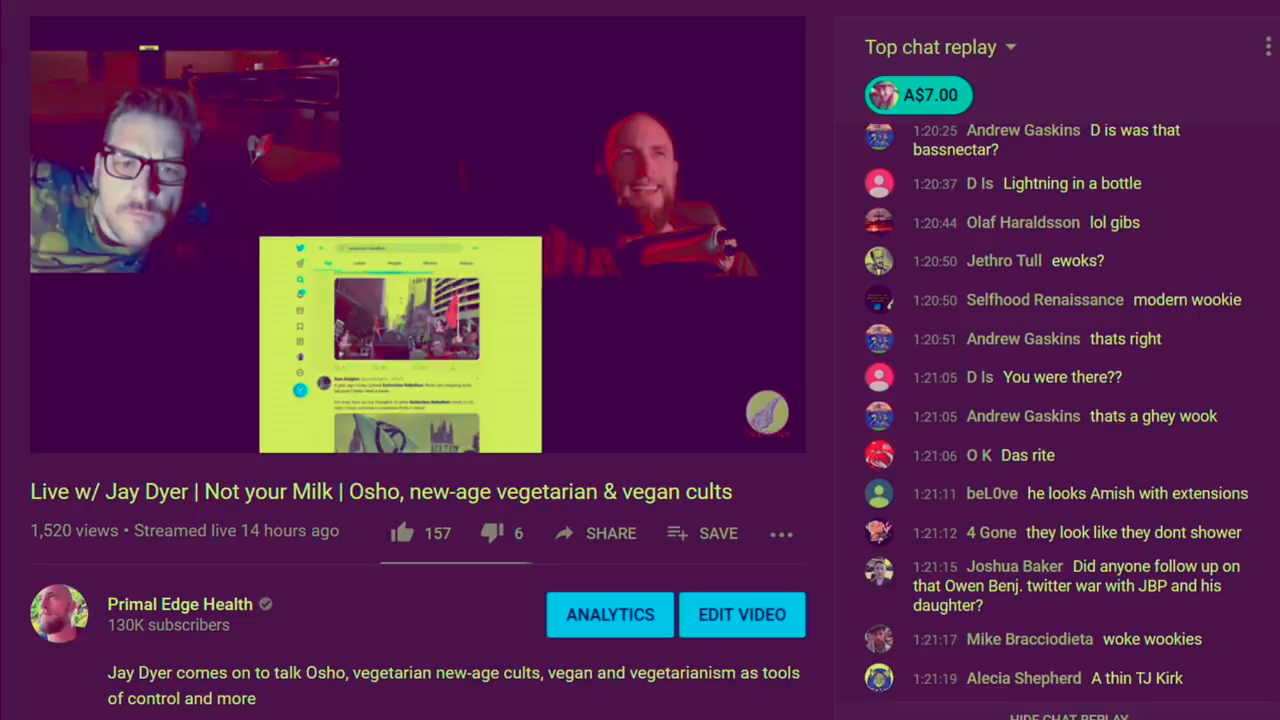 Top chat replay
A$7.00
1:20:25 Andrew Gaskins D is was that
bassnectar?
1:20:37 D Is Lightning in a bottle
1:20:44 Olaf Haraldsson lol gibs
1:20:50 Jethro Tull ewoks?
1:20:50 Selfhood Renaissance modern wookie
1:20:51 Andrew Gaskins thats right
1:21:05 D Is You were there??
1:21:05 Andrew Gaskins thats a ghey wook
1:21:06 O K Das rite
1:21:11 beL0ve he looks Amish with extensions
1:21:12 4 Gone they look like they dont shower
1:21:15 Joshua Baker Did anyone follow up on
that Owen Benj. twitter war with JBP and his
daughter?
1:21:17 Mike Bracciodieta woke wookies
1:21:19 Alecia Shepherd A thin TJ Kirk
HIDE CHAT REPLAY
Live w/ Jay Dyer | Not your Milk | Osho, new-age vegetarian & vegan cults
1,520 views • Streamed live 14 hours ago
157
6
SHARE
SAVE
Primal Edge Health
130K subscribers
ANALYTICS
EDIT VIDEO
Jay Dyer comes on to talk Osho, vegetarian new-age cults, vegan and vegetarianism as tools
of control and more